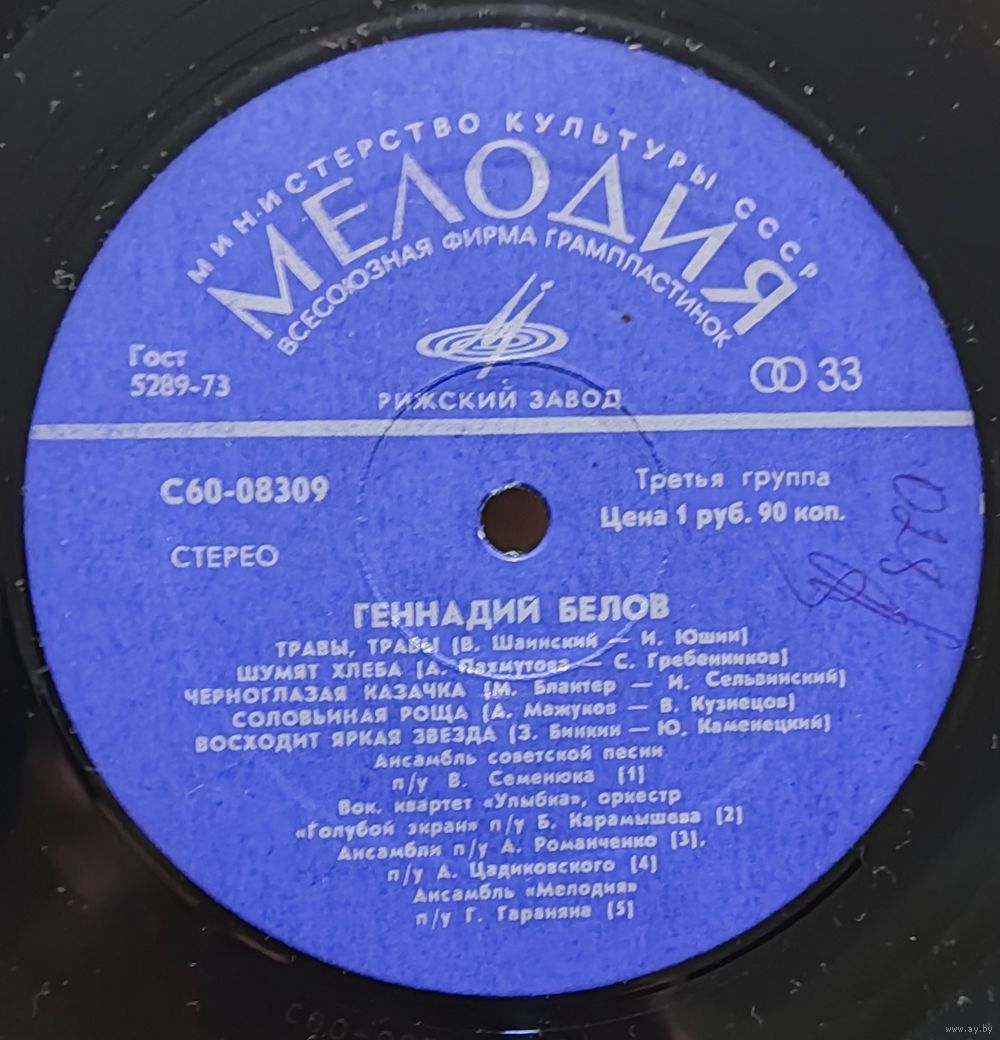 МИНИСТЕРСТВО КУЛЬТУРЫ СССР
МЕЛОДИЯ
ВСЕСОЮЗНАЯ ФИРМА ГРАМПЛАСТИНОК
Гост
5289-73
33
РИЖСКИЙ ЗАВОД
С60-08309
Третья группа
Цена 1 руб. 90 коп.
СТЕРЕО
ГЕННАДИЙ БЕЛОВ
ТРАВЫ, ТРАВЫ (В. Шаинский — И. Юшин)
ШУМЯТ ХЛЕБА (А. Пахмутова — С. Гребенников)
ЧЕРНОГЛАЗАЯ КАЗАЧКА (М. Блантер — И. Сельвинский)
СОЛОВЬИНАЯ РОЩА (А. Мажуков — В. Кузнецов)
ВОСХОДИТ ЯРКАЯ ЗВЕЗДА (З. Бинкин — Ю. Каменецкий)
Ансамбль советской песни
п/у В. Семенюка (1)
Вок. квартет «Улыбка», оркестр
«Голубой экран» п/у Б. Карамышева (2)
Ансамбли п/у А. Романченко (3),
п/у А. Цадиковского (4)
Ансамбль «Мелодия»
п/у Г. Гараняна (5)
www.ay.by